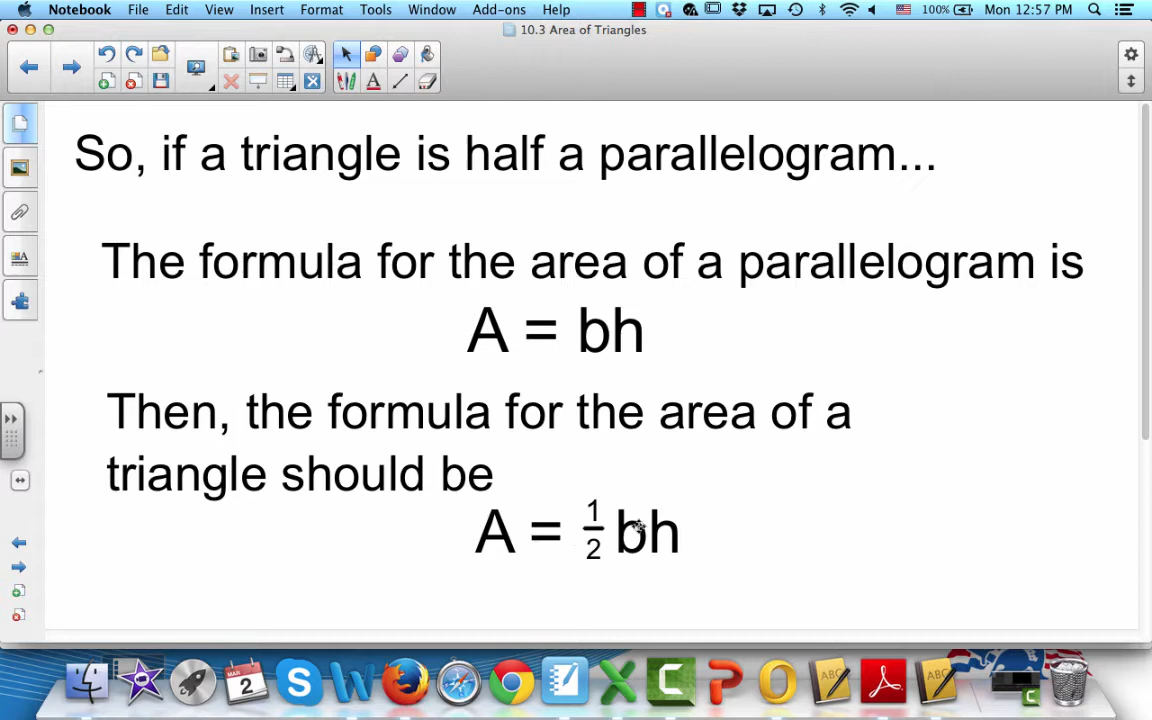 Notebook File Edit View Insert Format Tools Window Add-ons Help 100% Mon 12:57 PM
10.3 Area of Triangles
So, if a triangle is half a parallelogram...
The formula for the area of a parallelogram is
A = bh
Then, the formula for the area of a
triangle should be
A = 1/2 bh